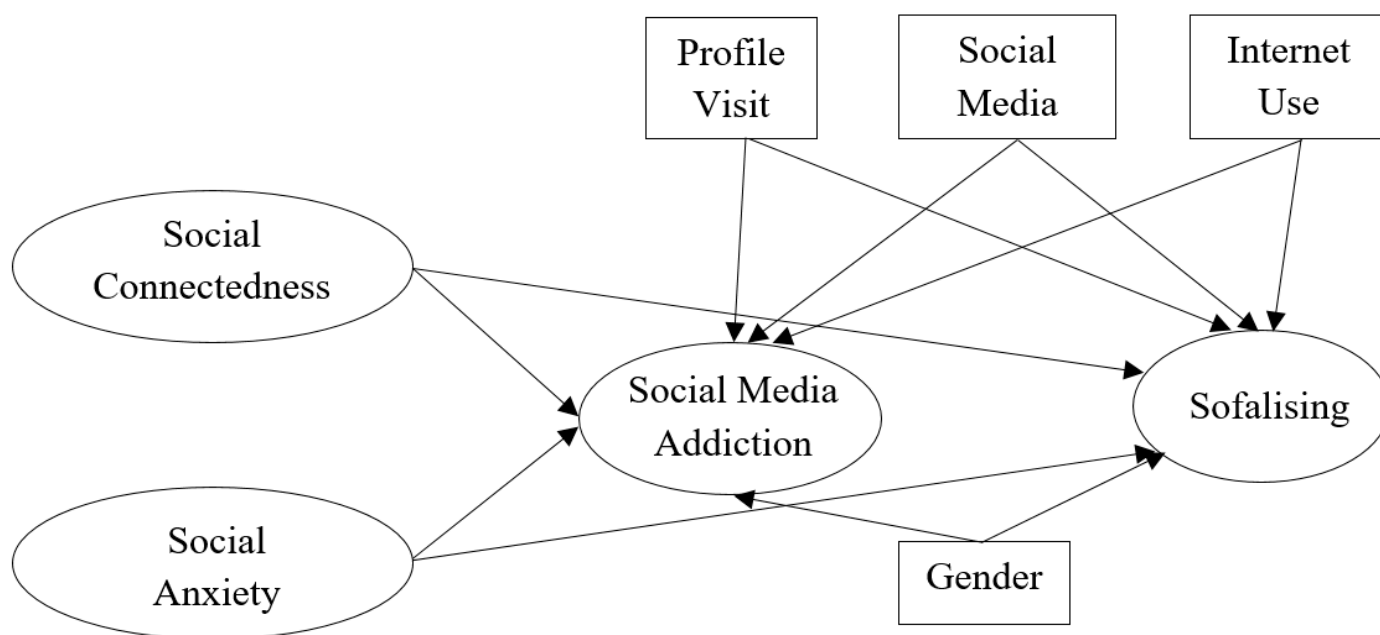 Profile
Visit
Social
Media
Internet
Use
Social
Connectedness
Social Media
Addiction
Sofalising
Social
Anxiety
Gender